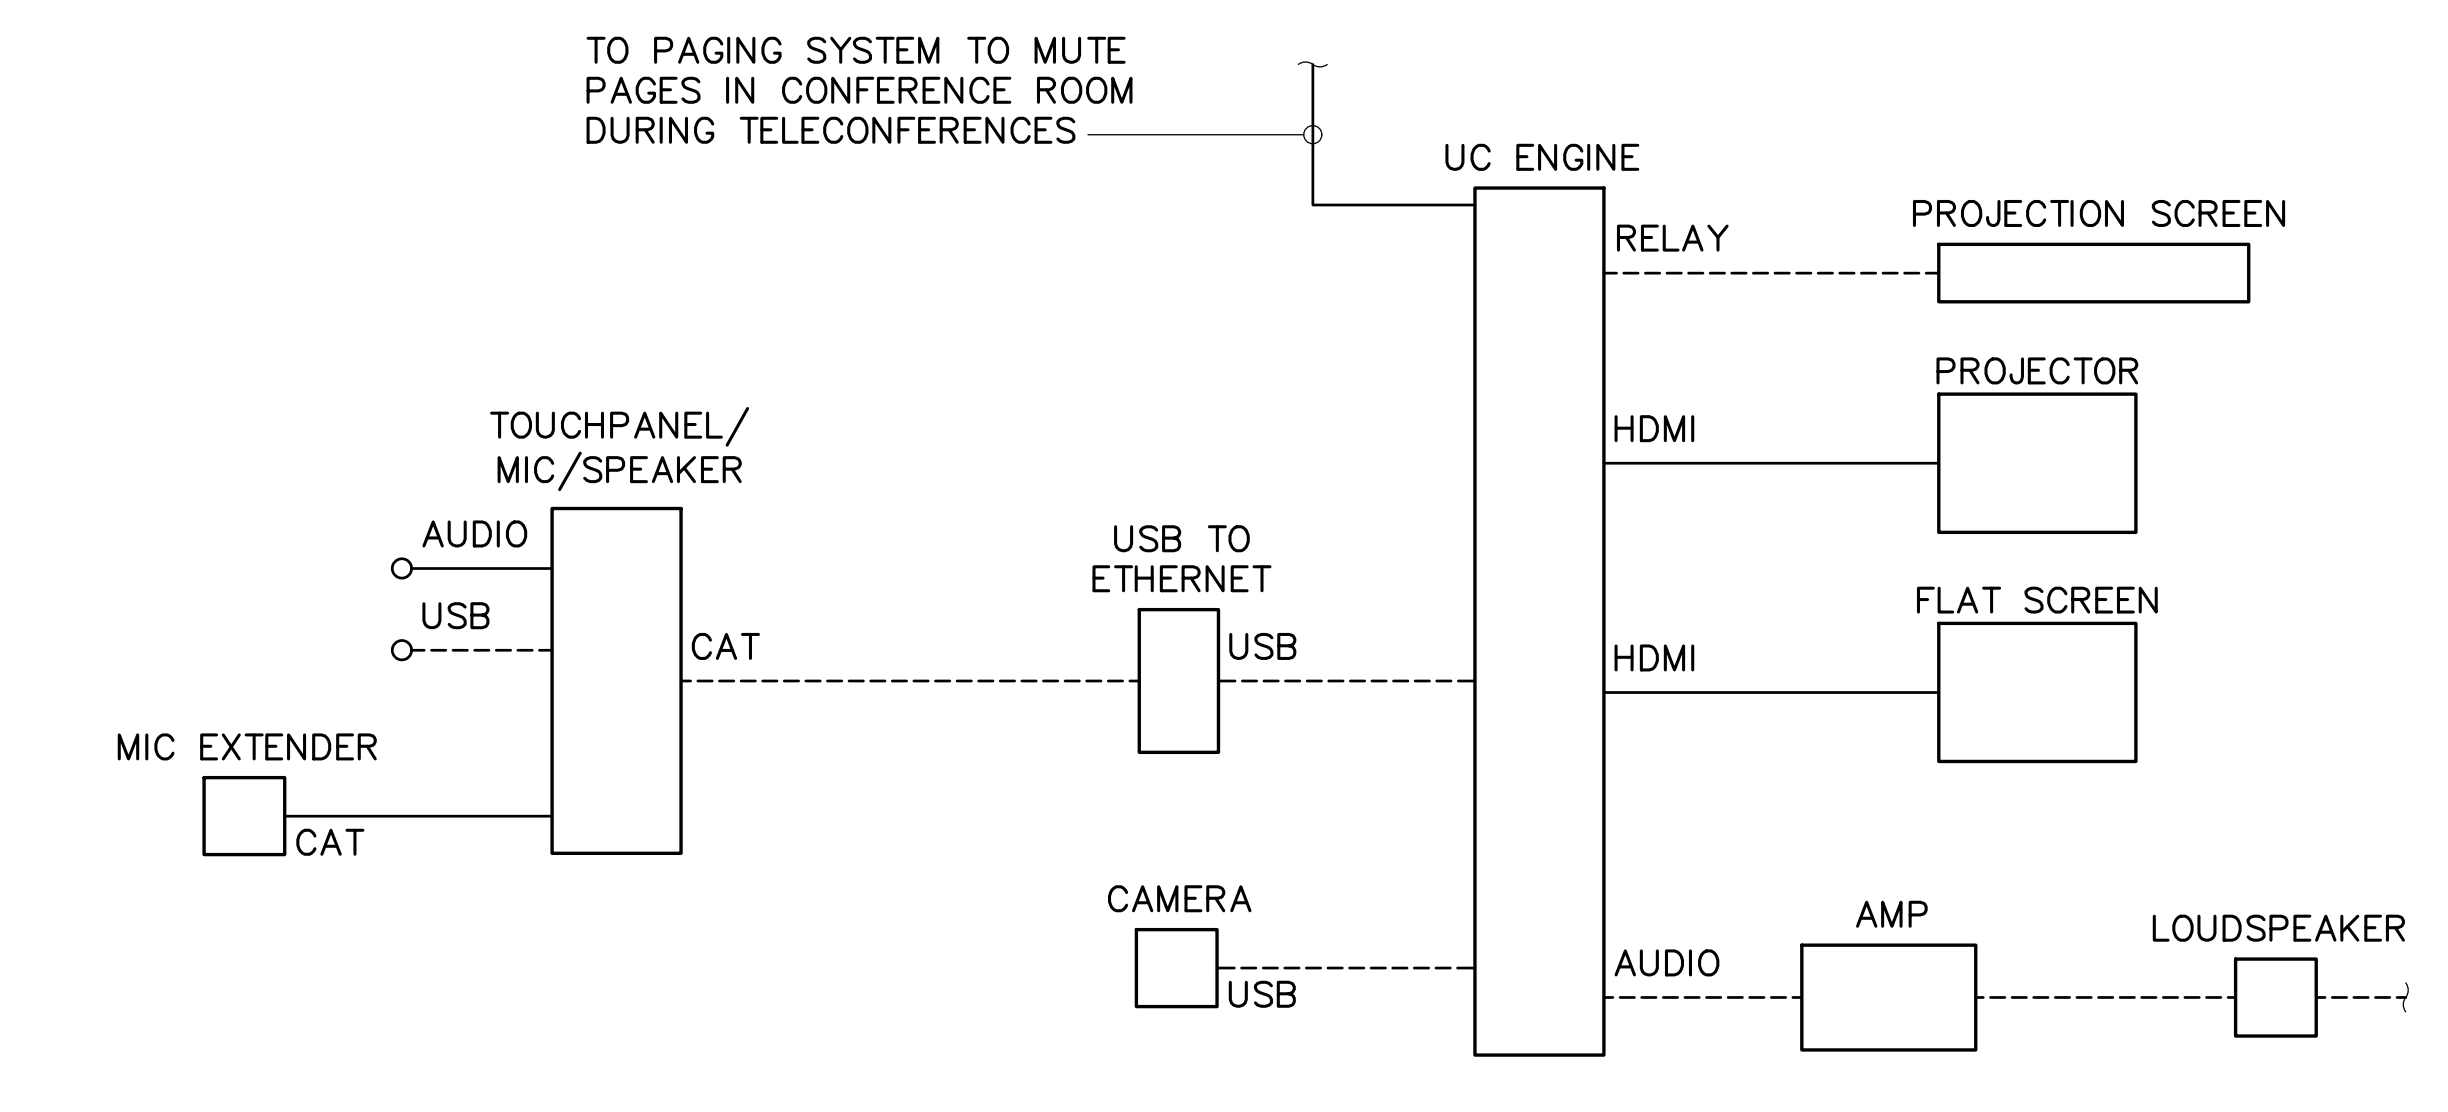 TO PAGING SYSTEM TO MUTE
PAGES IN CONFERENCE ROOM
DURING TELECONFERENCES
UC ENGINE
RELAY
PROJECTION SCREEN
PROJECTOR
HDMI
TOUCHPANEL/
MIC/SPEAKER
AUDIO
USB
CAT
USB TO
ETHERNET
USB
FLAT SCREEN
HDMI
MIC EXTENDER
CAT
CAMERA
USB
AUDIO
AMP
LOUDSPEAKER